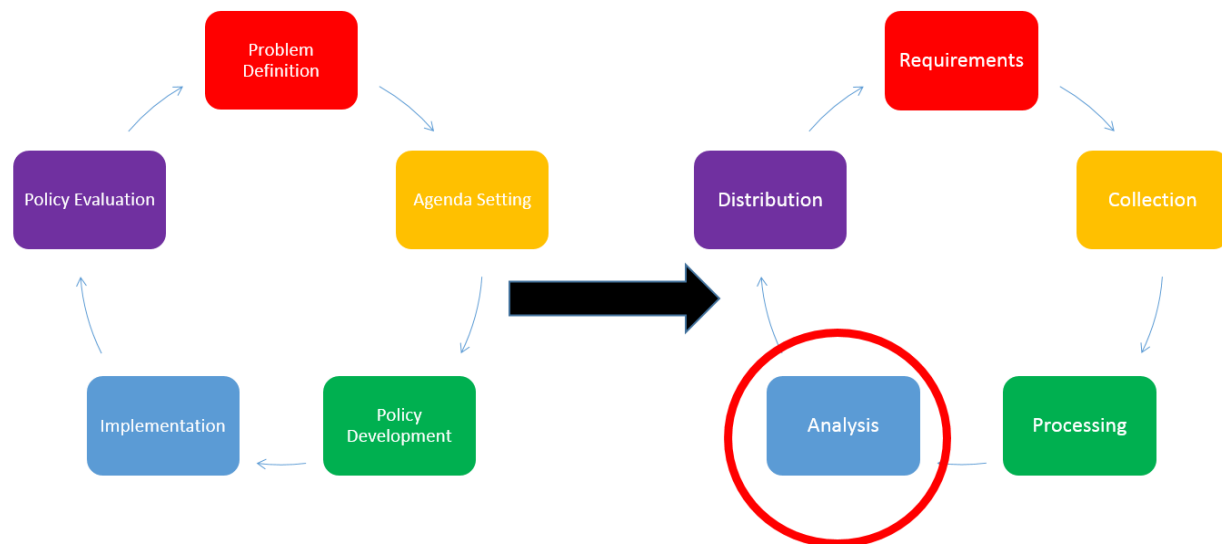 Problem
Definition
Agenda Setting
Policy
Development
Implementation
Policy Evaluation
Requirements
Collection
Processing
Analysis
Distribution